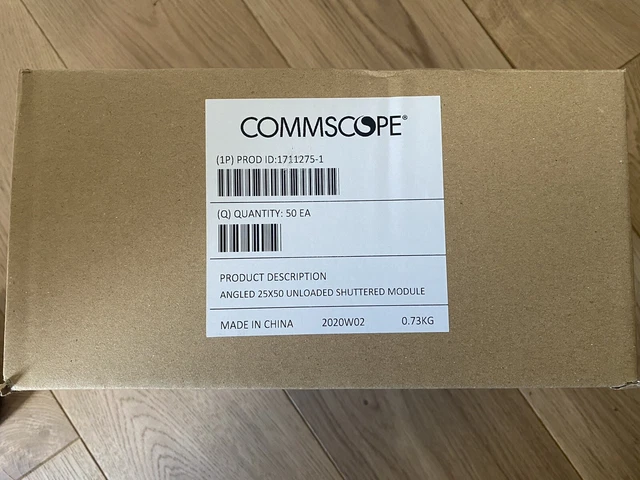 COMMSCOPE®
(1P) PROD ID:1711275-1
(Q) QUANTITY: 50 EA
PRODUCT DESCRIPTION
ANGLED 25X50 UNLOADED SHUTTERED MODULE
MADE IN CHINA 2020W02 0.73KG